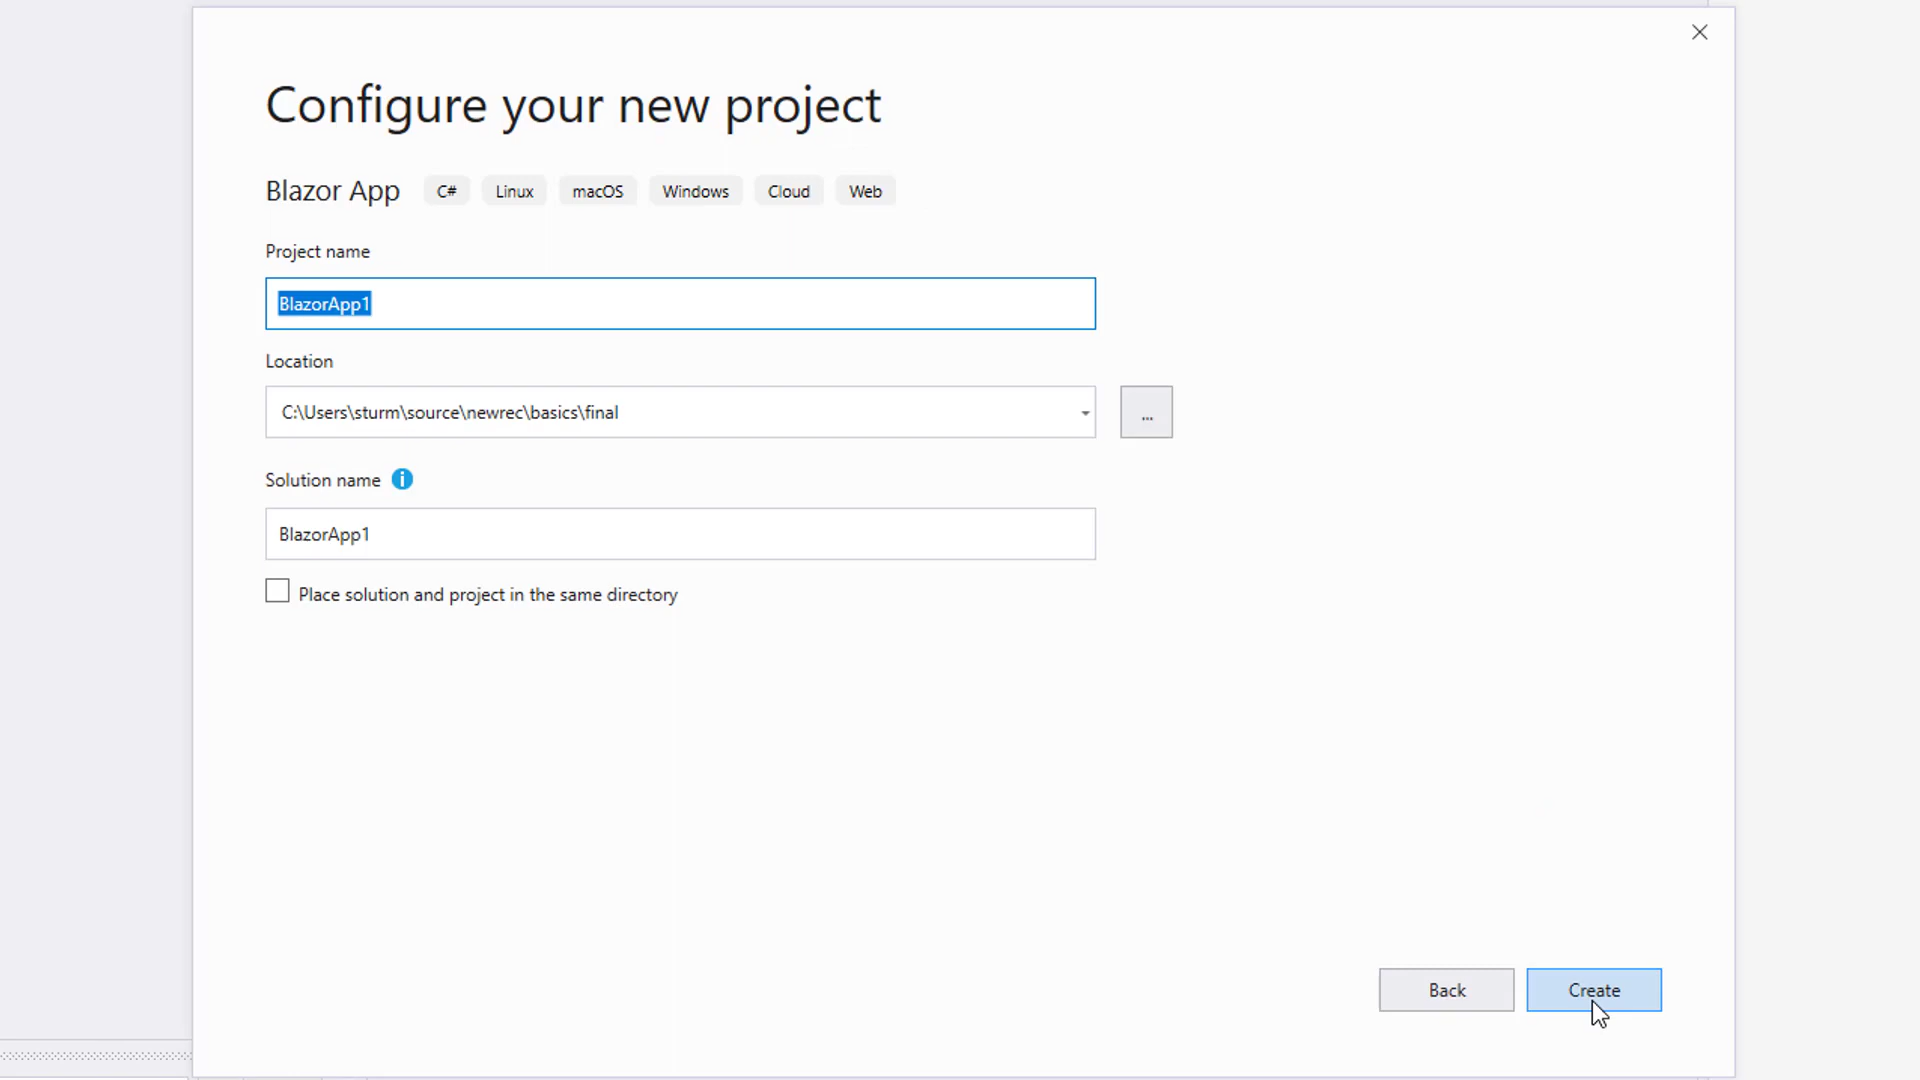 Configure your new project
Blazor App C# Linux macOS Windows Cloud Web
Project name
BlazorApp1
Location
C:\Users\sturm\source\newrec\basics\final
...
Solution name i
BlazorApp1
Place solution and project in the same directory
Back Create